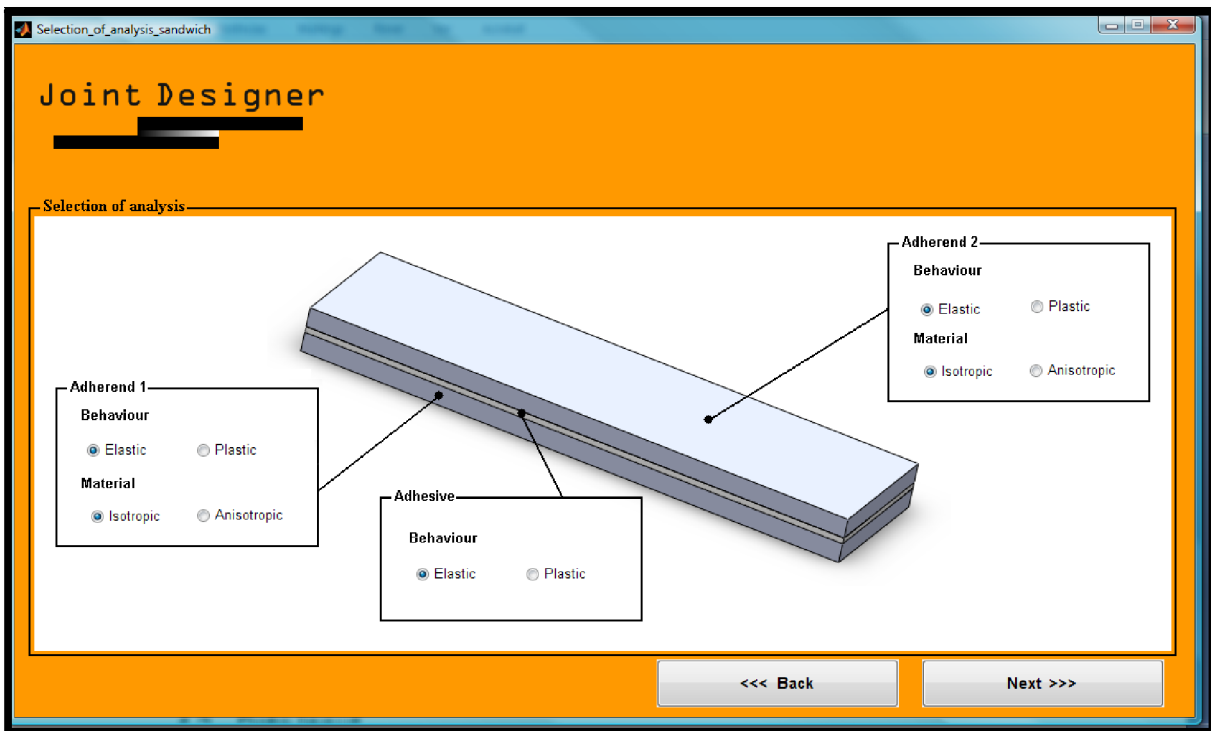 Selection_of_analysis_sandwich
Joint Designer
Selection of analysis
Adherend 2
Behaviour
Elastic Plastic
Material
Isotropic Anisotropic
Adherend 1
Behaviour
Elastic Plastic
Material
Isotropic Anisotropic
Adhesive
Behaviour
Elastic Plastic
<<< Back Next >>>